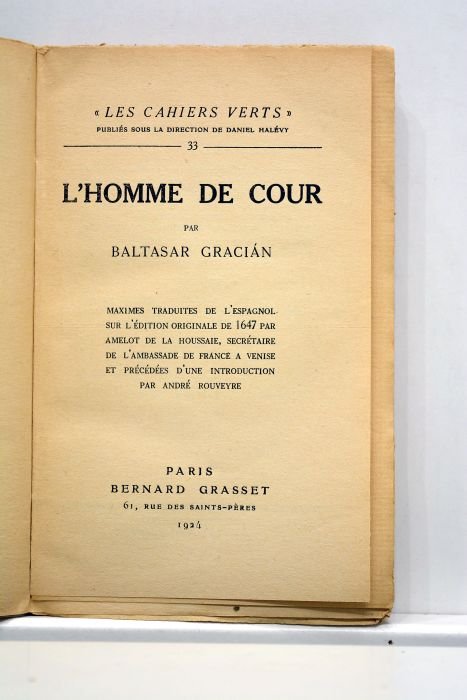 « LES CAHIERS VERTS »
PUBLIÉS SOUS LA DIRECTION DE DANIEL HALÉVY
33
L'HOMME DE COUR
PAR
BALTASAR GRACIÁN
MAXIMES TRADUITES DE L'ESPAGNOL
SUR L'ÉDITION ORIGINALE DE 1647 PAR
AMELOT DE LA HOUSSAIE, SECRÉTAIRE
DE L'AMBASSADE DE FRANCE A VENISE
ET PRÉCÉDÉES D'UNE INTRODUCTION
PAR ANDRÉ ROUVEYRE
PARIS
BERNARD GRASSET
61, RUE DES SAINTS-PÈRES
1924